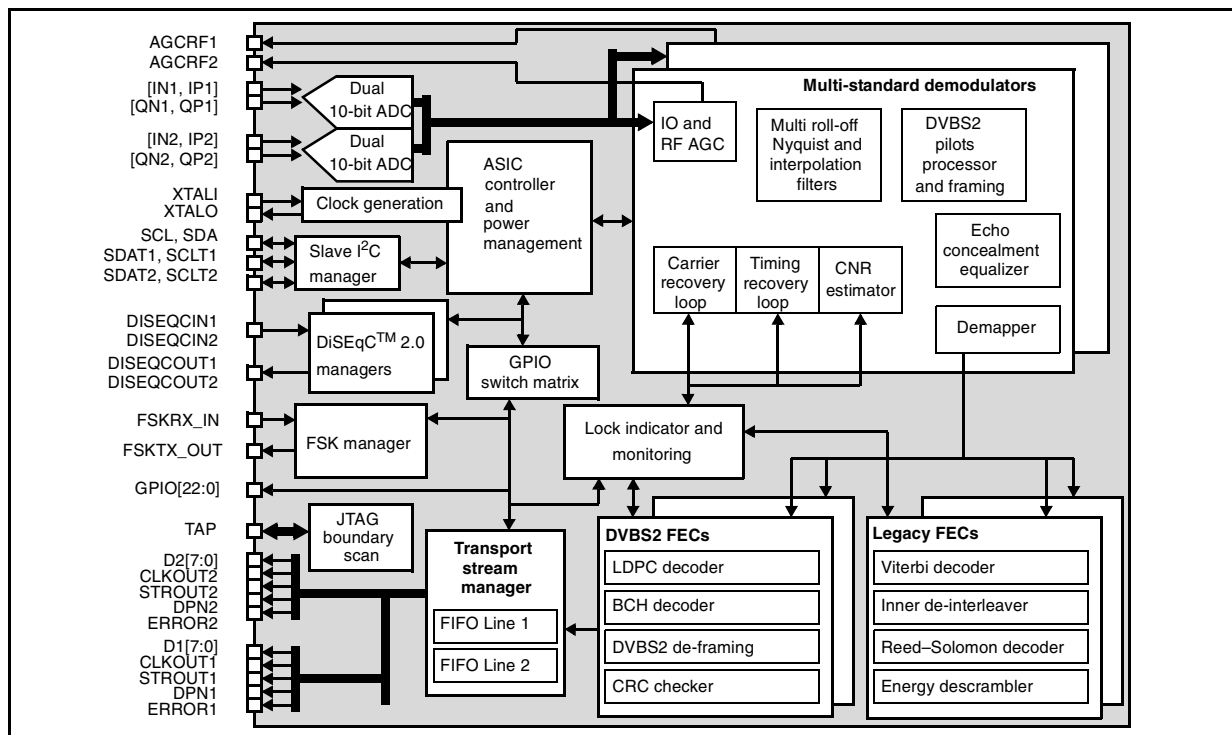 AGCRF1
AGCRF2
[IN1, IP1]
[QN1, QP1]
[IN2, IP2]
[QN2, QP2]
XTALI
XTALO
SCL, SDA
SDAT1, SCLT1
SDAT2, SCLT2
DISEQCIN1
DISEQCIN2
DISEQCOUT1
DISEQCOUT2
FSKRX_IN
FSKTX_OUT
GPIO[22:0]
TAP
D2[7:0]
CLKOUT2
STROUT2
DPN2
ERROR2
D1[7:0]
CLKOUT1
STROUT1
DPN1
ERROR1
Dual
10-bit ADC
Dual
10-bit ADC
Clock generation
Slave I2C
manager
DiSEqCTM 2.0
managers
FSK manager
JTAG
boundary
scan
ASIC
controller
and
power
management
GPIO
switch matrix
Transport
stream
manager
FIFO Line 1
FIFO Line 2
Multi-standard demodulators
IO and
RF AGC
Multi roll-off
Nyquist and
interpolation
filters
DVBS2
pilots
processor
and framing
Echo
concealment
equalizer
Carrier
recovery
loop
Timing
recovery
loop
CNR
estimator
Demapper
Lock indicator and
monitoring
DVBS2 FECs
LDPC decoder
BCH decoder
DVBS2 de-framing
CRC checker
Legacy FECs
Viterbi decoder
Inner de-interleaver
Reed–Solomon decoder
Energy descrambler